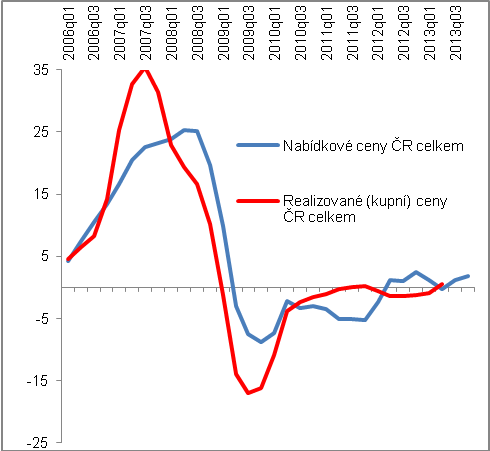 2006q01
2006q03
2007q01
2007q03
2008q01
2008q03
2009q01
2009q03
2010q01
2010q03
2011q01
2011q03
2012q01
2012q03
2013q01
2013q03
35
25
15
5
-5
-15
-25
Nabídkové ceny ČR celkem
Realizované (kupní) ceny
ČR celkem